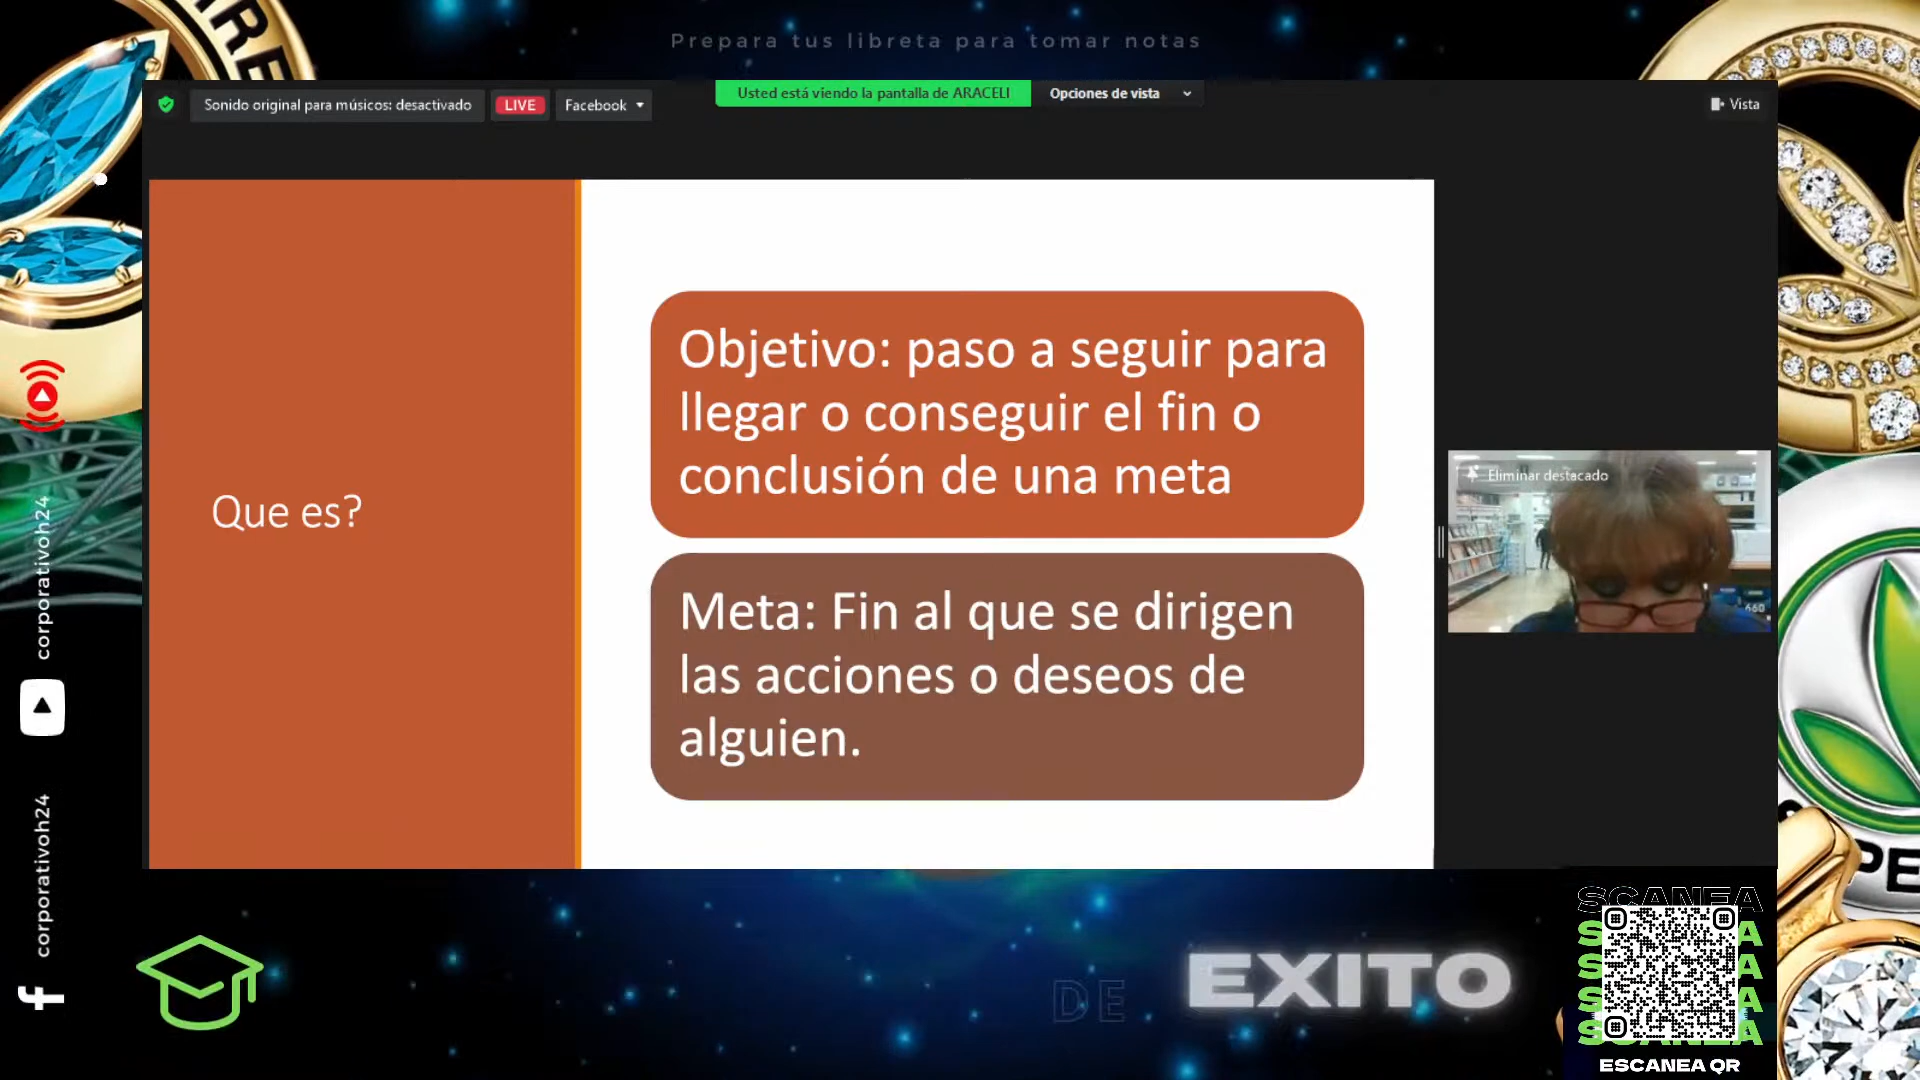 Prepara tus libreta para tomar notas
Sonido original para músicos: desactivado
LIVE
Facebook
Usted está viendo la pantalla de ARACELI
Opciones de vista
Vista
Que es?
Objetivo: paso a seguir para
llegar o conseguir el fin o
conclusión de una meta
Meta: Fin al que se dirigen
las acciones o deseos de
alguien.
Eliminar destacado
660
corporativoh24
corporativoh24
DE
EXITO
SCANEA
ESCANEA QR